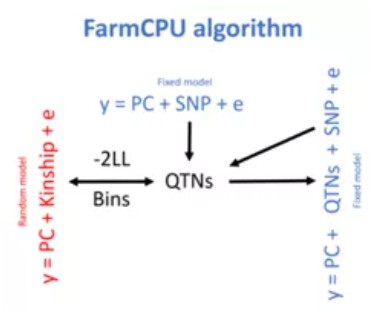 FarmCPU algorithm
Fixed model
y = PC + SNP + e
Random model
y = PC + Kinship + e
-2LL
Bins
QTNs
y = PC + QTNs + SNP + e
Fixed model